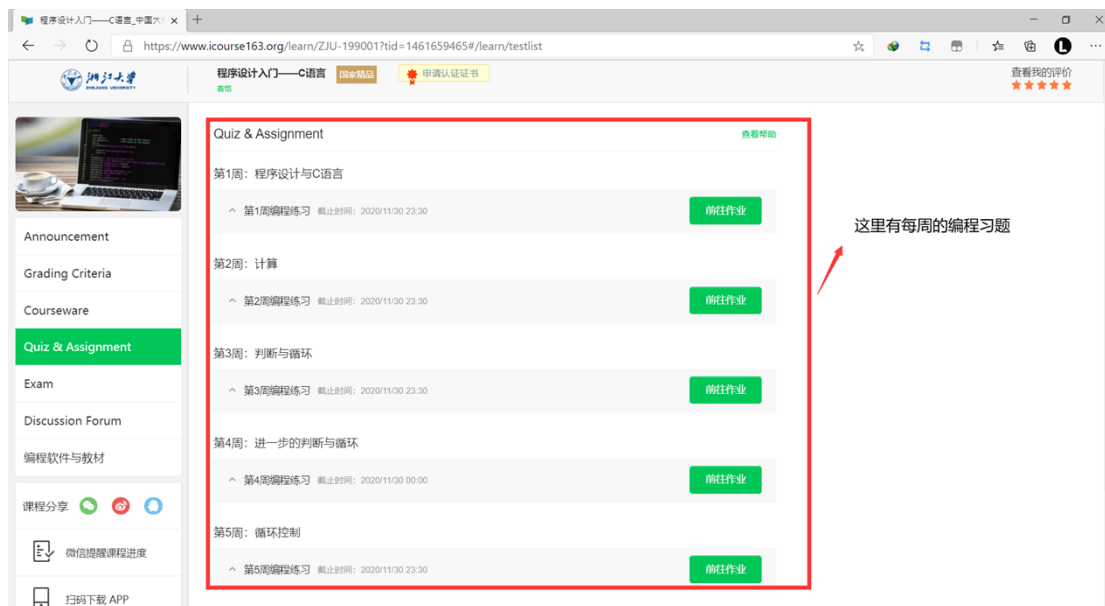 程序设计入门——C语言_中国大
https://www.icourse163.org/learn/ZJU-199001?tid=1461659465#/learn/testlist
浙江大学
ZHEJIANG UNIVERSITY
程序设计入门——C语言 国家精品 申请认证证书
翁恺
查看我的评价
Announcement
Grading Criteria
Courseware
Quiz & Assignment
Exam
Discussion Forum
编程软件与教材
课程分享
微信提醒课程进度
扫码下载 APP
Quiz & Assignment 查看帮助
第1周：程序设计与C语言
第1周编程练习 截止时间：2020/11/30 23:30 前往作业
第2周：计算
第2周编程练习 截止时间：2020/11/30 23:30 前往作业
第3周：判断与循环
第3周编程练习 截止时间：2020/11/30 23:30 前往作业
第4周：进一步的判断与循环
第4周编程练习 截止时间：2020/11/30 00:00 前往作业
第5周：循环控制
第5周编程练习 截止时间：2020/11/30 23:30 前往作业
这里有每周的编程习题